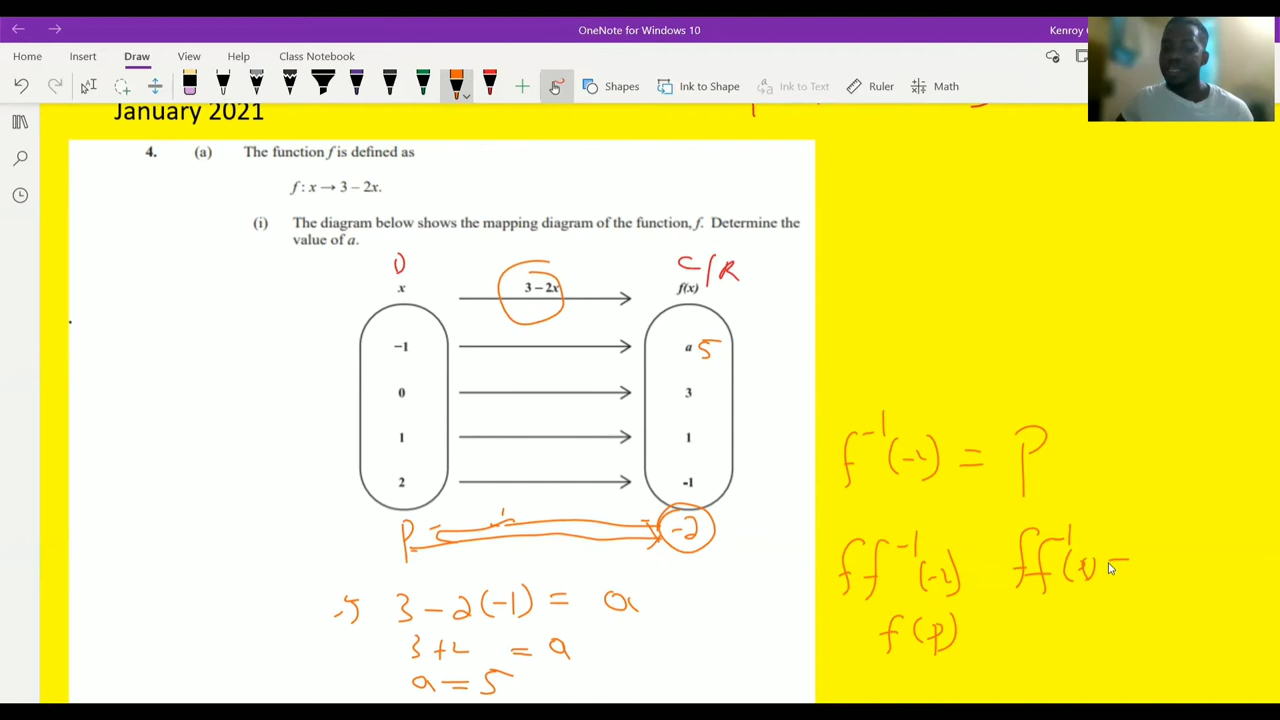 OneNote for Windows 10
Kenroy
Home Insert Draw View Help Class Notebook
Shapes Ink to Shape Ink to Text Ruler Math
January 2021
4. (a) The function f is defined as
f : x → 3 – 2x.
(i) The diagram below shows the mapping diagram of the function, f. Determine the
value of a.
D C/R
x 3 – 2x f(x)
–1 a 5
0 3
1 1
2 -1
P -2
3 - 2(-1) = a
3 + 2 = a
a = 5
f⁻¹(-2) = P
f f⁻¹(-2) f f⁻¹(x) =
f(p)